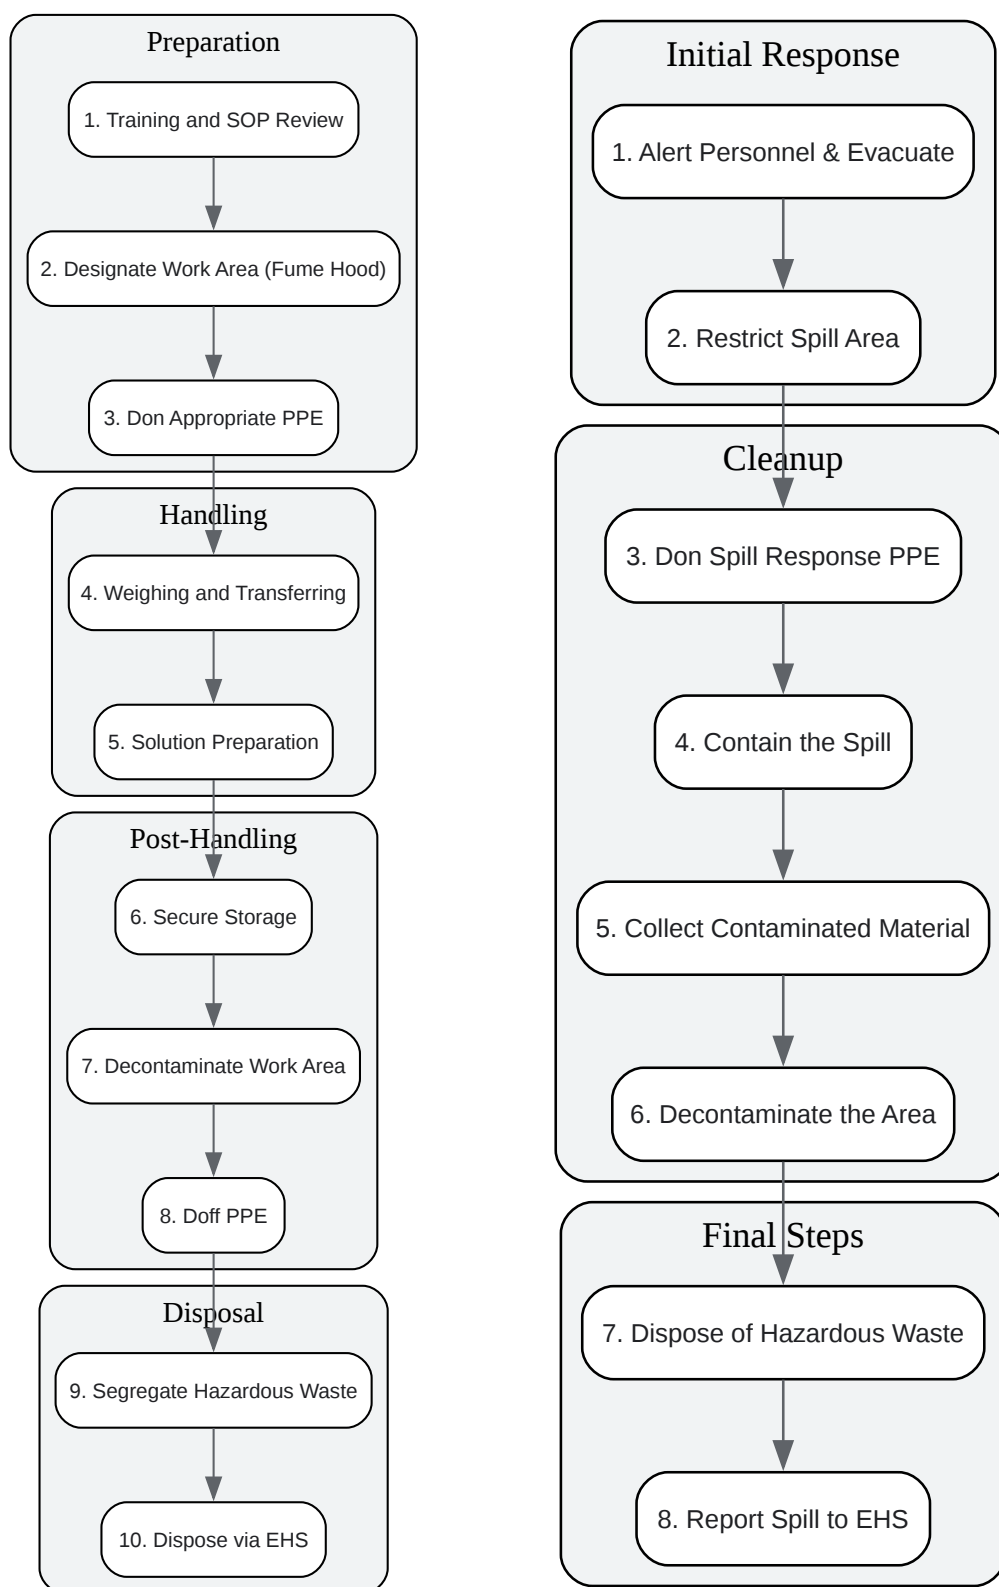 Preparation
1. Training and SOP Review
2. Designate Work Area (Fume Hood)
3. Don Appropriate PPE
Handling
4. Weighing and Transferring
5. Solution Preparation
Post-Handling
6. Secure Storage
7. Decontaminate Work Area
8. Doff PPE
Disposal
9. Segregate Hazardous Waste
10. Dispose via EHS
Initial Response
1. Alert Personnel & Evacuate
2. Restrict Spill Area
Cleanup
3. Don Spill Response PPE
4. Contain the Spill
5. Collect Contaminated Material
6. Decontaminate the Area
Final Steps
7. Dispose of Hazardous Waste
8. Report Spill to EHS